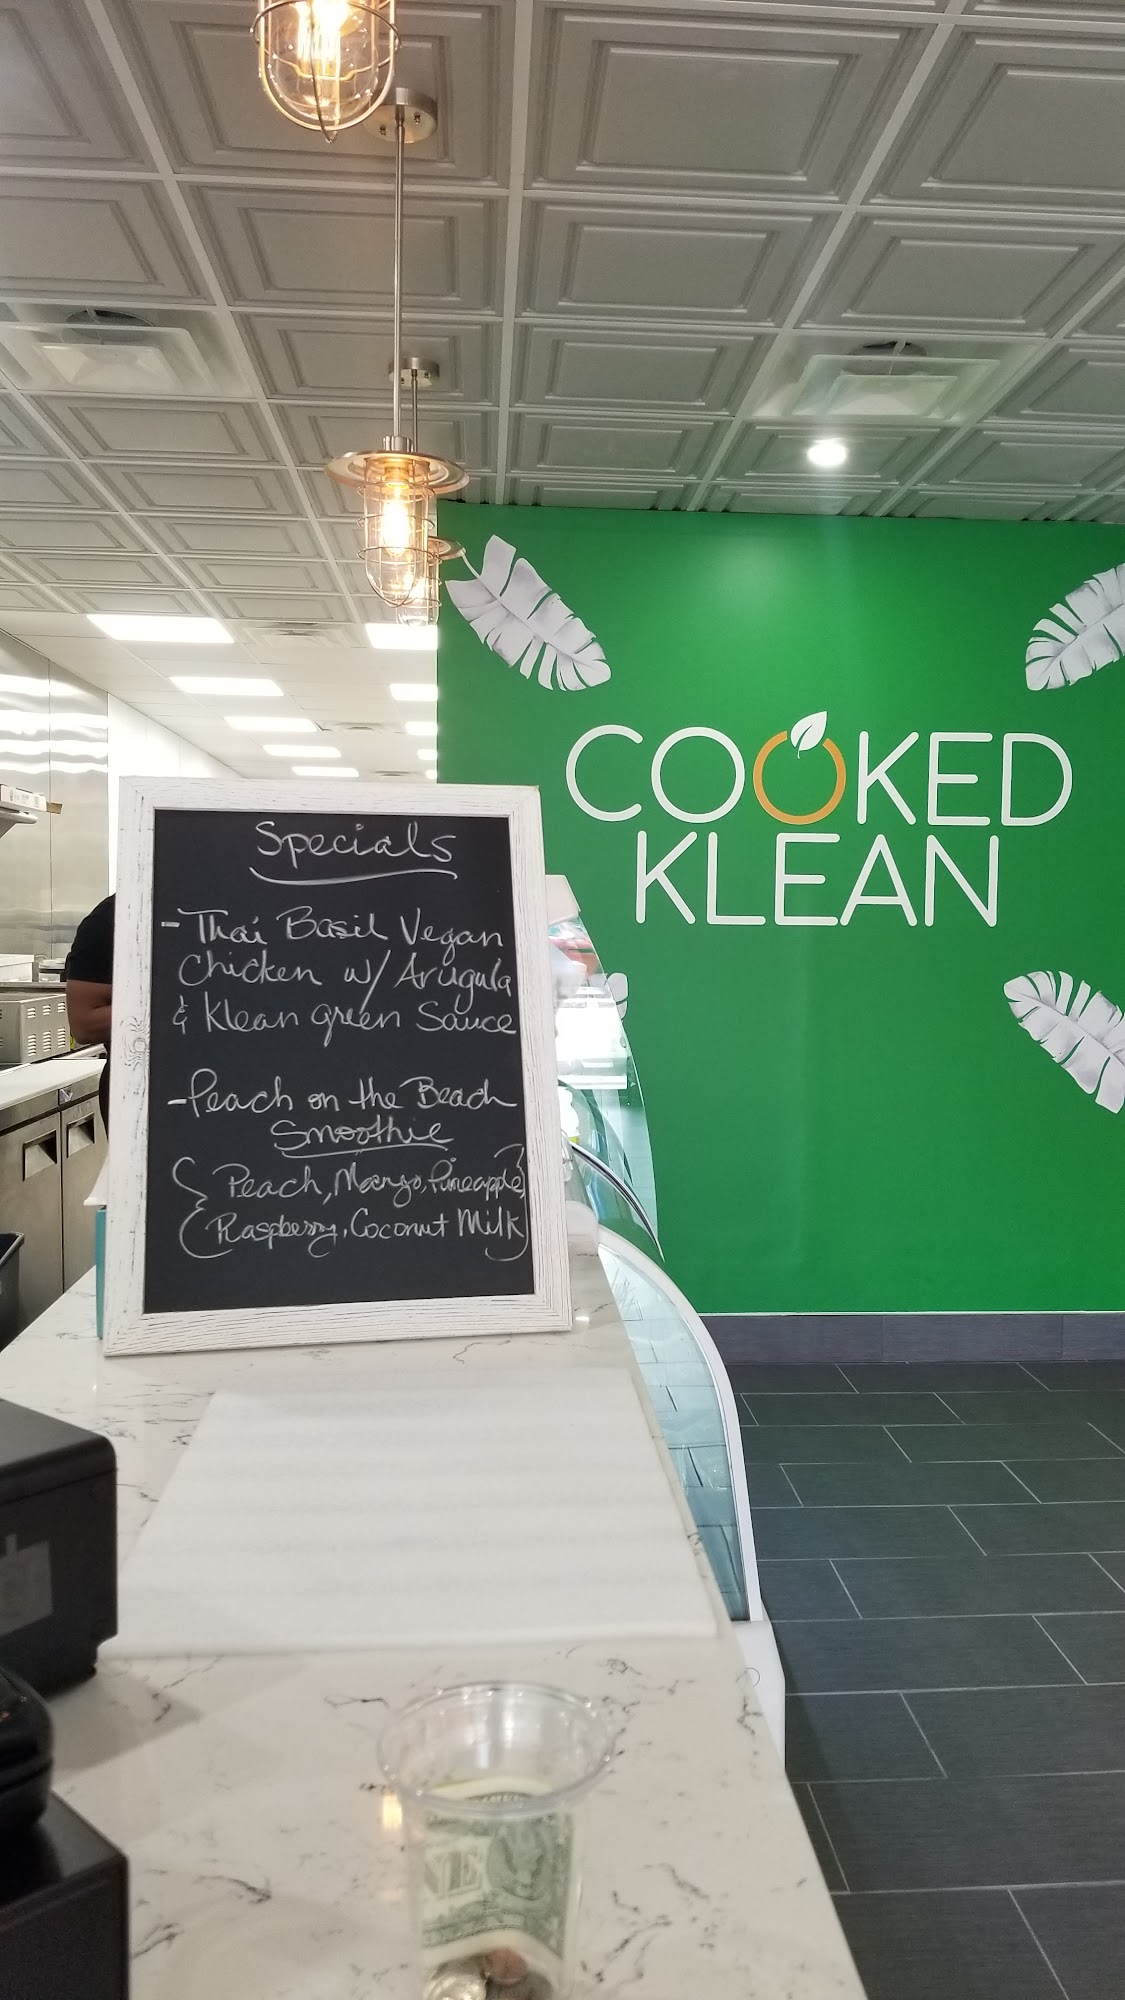 COOKED
KLEAN
Specials
- Thai Basil Vegan
Chicken w/ Arugula
& Klean green Sauce
- Peach on the Beach
Smoothie
{ Peach, Mango, Pineapple, }
{ Raspberry, Coconut Milk )